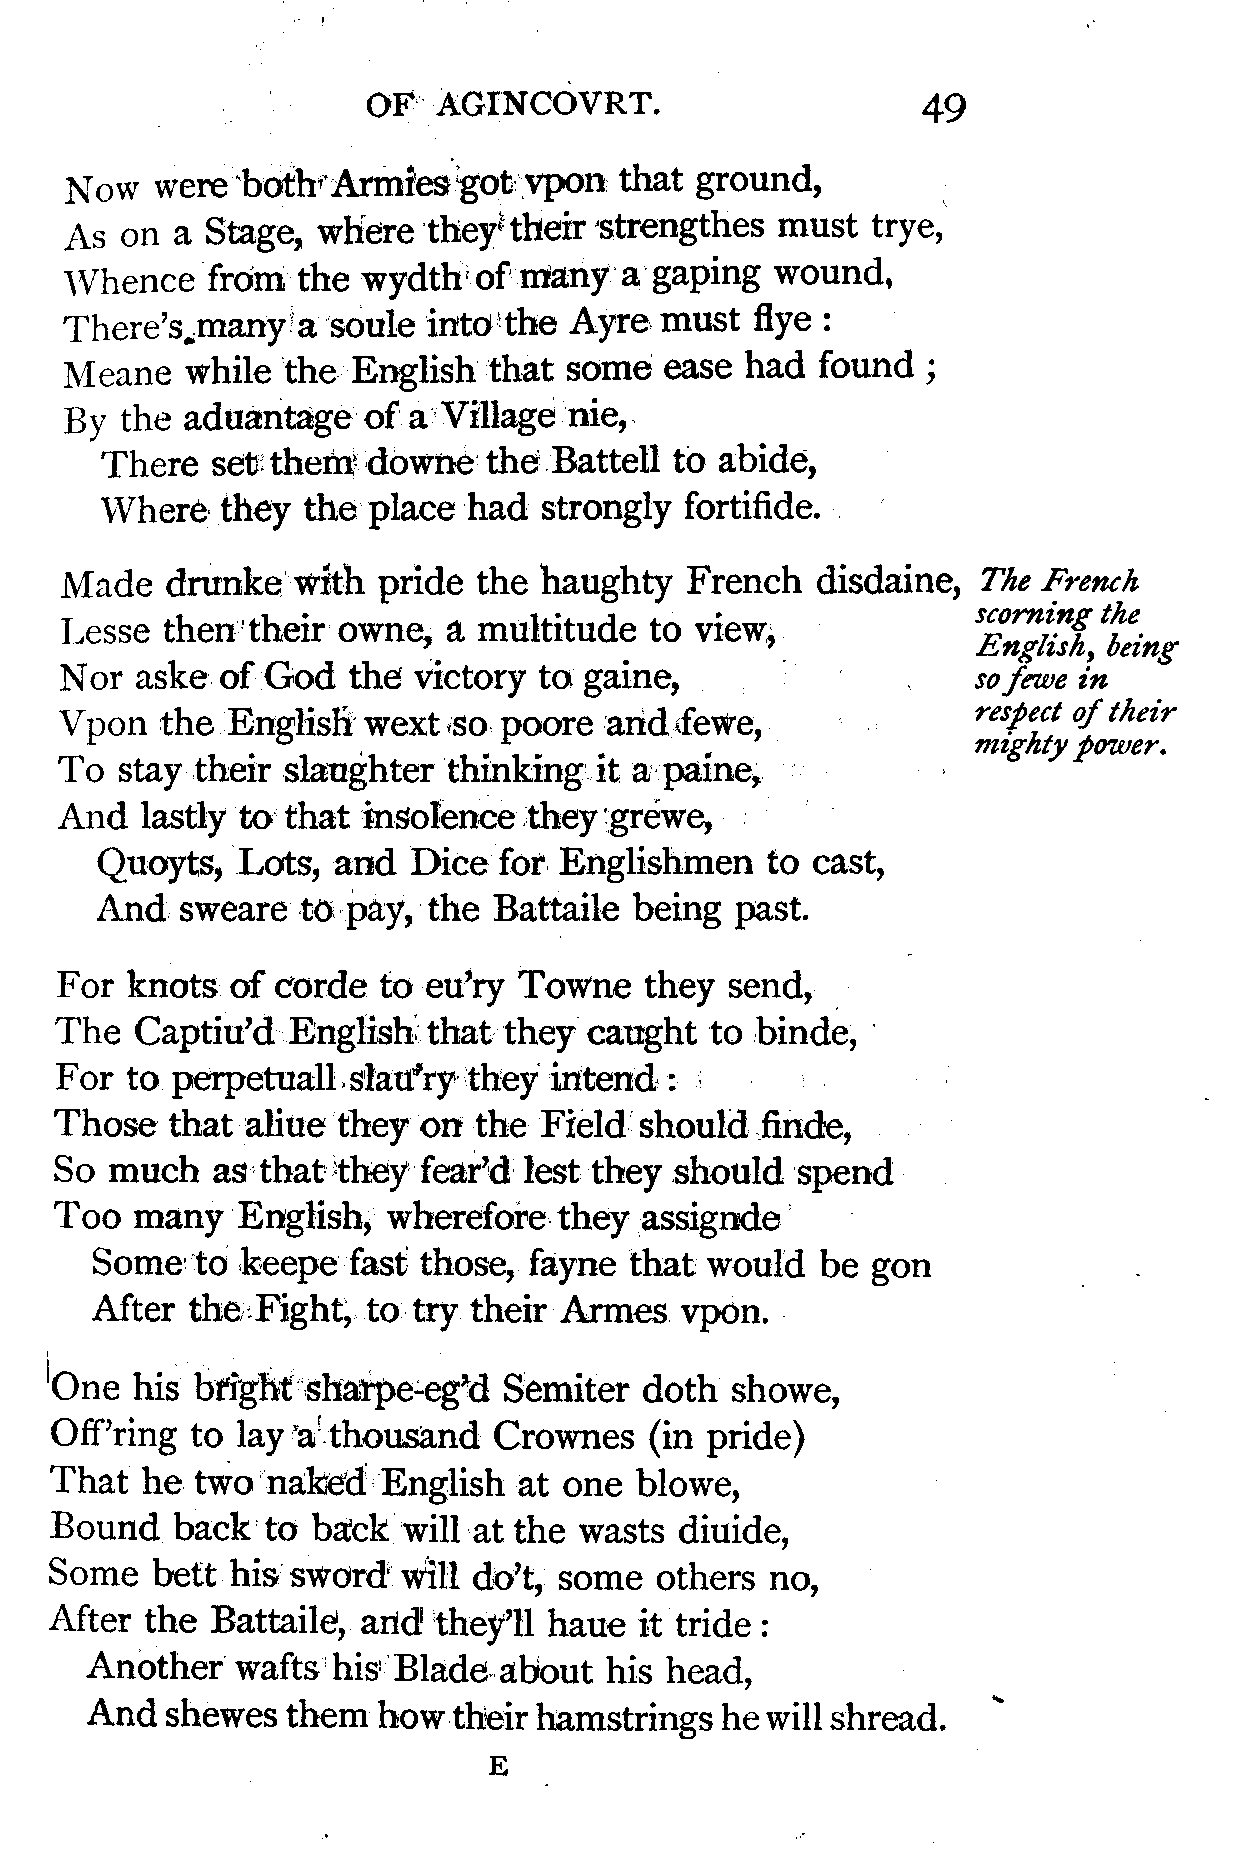 OF AGINCOVRT. 49
Now were both Armies got vpon that ground,
As on a Stage, where they their strengthes must trye,
Whence from the wydth of many a gaping wound,
There's many a soule into the Ayre must flye :
Meane while the English that some ease had found ;
By the aduantage of a Village nie,
There set them downe the Battell to abide,
Where they the place had strongly fortifide.
Made drunke with pride the haughty French disdaine,
Lesse then their owne, a multitude to view,
Nor aske of God the victory to gaine,
Vpon the English wext so poore and fewe,
To stay their slaughter thinking it a paine,
And lastly to that insolence they grewe,
Quoyts, Lots, and Dice for Englishmen to cast,
And sweare to pay, the Battaile being past.
The French
scorning the
English, being
so fewe in
respect of their
mighty power.
For knots of corde to eu'ry Towne they send,
The Captiu'd English that they caught to binde,
For to perpetuall slau'ry they intend :
Those that aliue they on the Field should finde,
So much as that they fear'd lest they should spend
Too many English, wherefore they assignde
Some to keepe fast those, fayne that would be gon
After the Fight, to try their Armes vpon.
One his bright sharpe-eg'd Semiter doth showe,
Off'ring to lay a thousand Crownes (in pride)
That he two naked English at one blowe,
Bound back to back will at the wasts diuide,
Some bett his sword will do't, some others no,
After the Battaile, and they'll haue it tride :
Another wafts his Blade about his head,
And shewes them how their hamstrings he will shread.
E